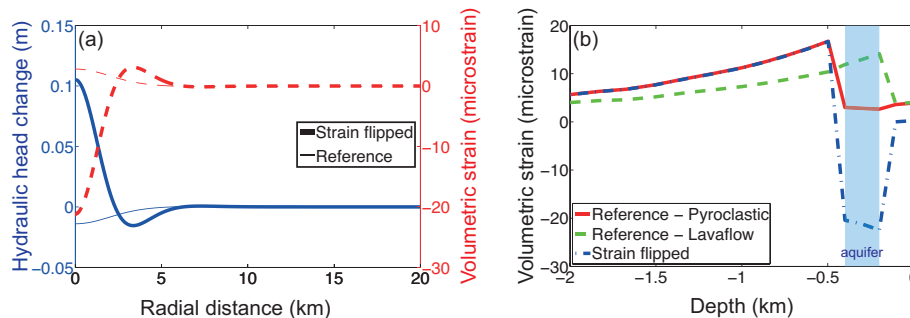 (a)
Hydraulic head change (m)
0.15
0.1
0.05
0
−0.05
Strain flipped
Reference
10
0
−10
−20
−30
Volumetric strain (microstrain)
0 5 10 15 20
Radial distance (km)
(b)
Volumetric strain (microstrain)
20
10
0
−10
−20
−30
Reference − Pyroclastic
Reference − Lavaflow
Strain flipped
aquifer
−2 −1.5 −1 −0.5 0
Depth (km)